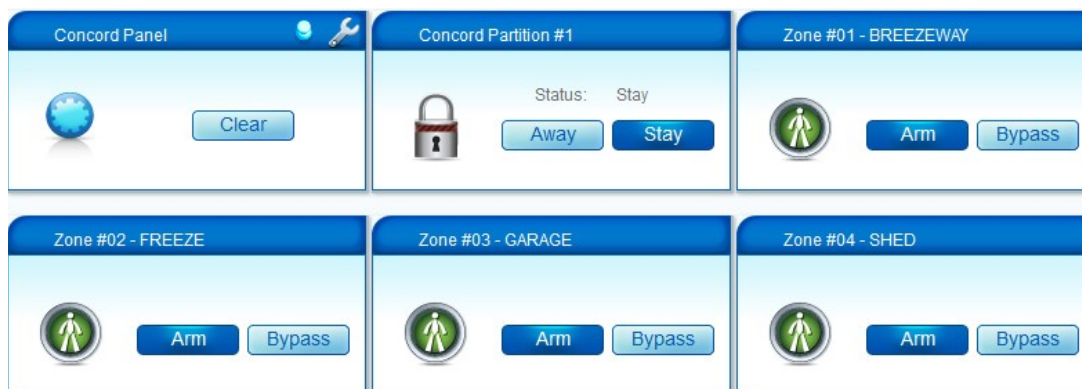 Concord Panel
Clear
Concord Partition #1
Status: Stay
Away Stay
Zone #01 - BREEZEWAY
Arm Bypass
Zone #02 - FREEZE
Arm Bypass
Zone #03 - GARAGE
Arm Bypass
Zone #04 - SHED
Arm Bypass